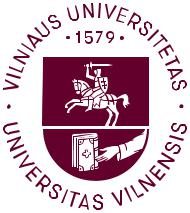 VILNIAUS UNIVERSITETAS
· 1579 ·
UNIVERSITAS VILNENSIS